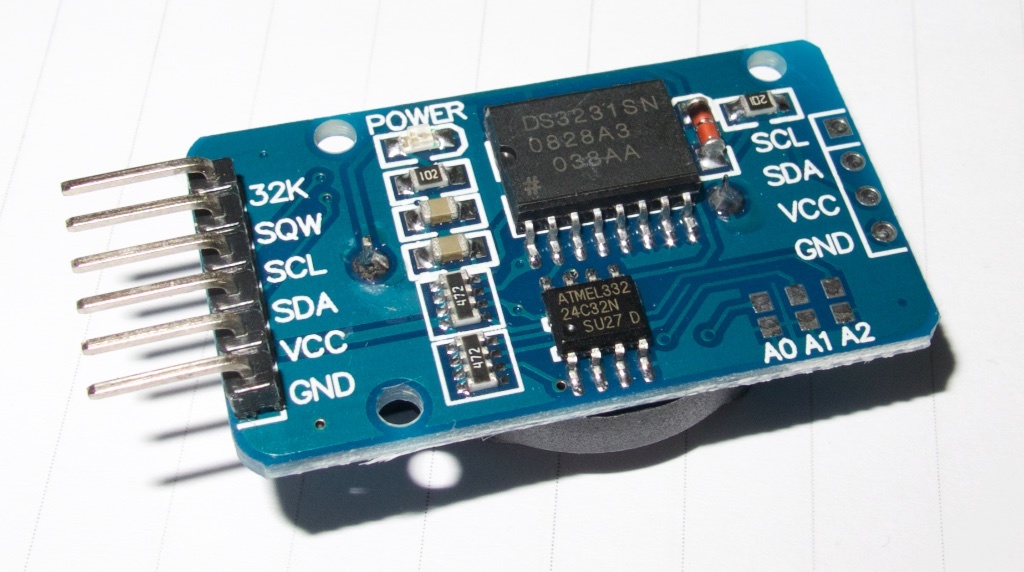 POWER
102
472
472
32K
SQW
SCL
SDA
VCC
GND
DS3231SN
0828A3
038AA
#
ATMEL332
24C32N
SU27 D
102
SCL
SDA
VCC
GND
A0 A1 A2